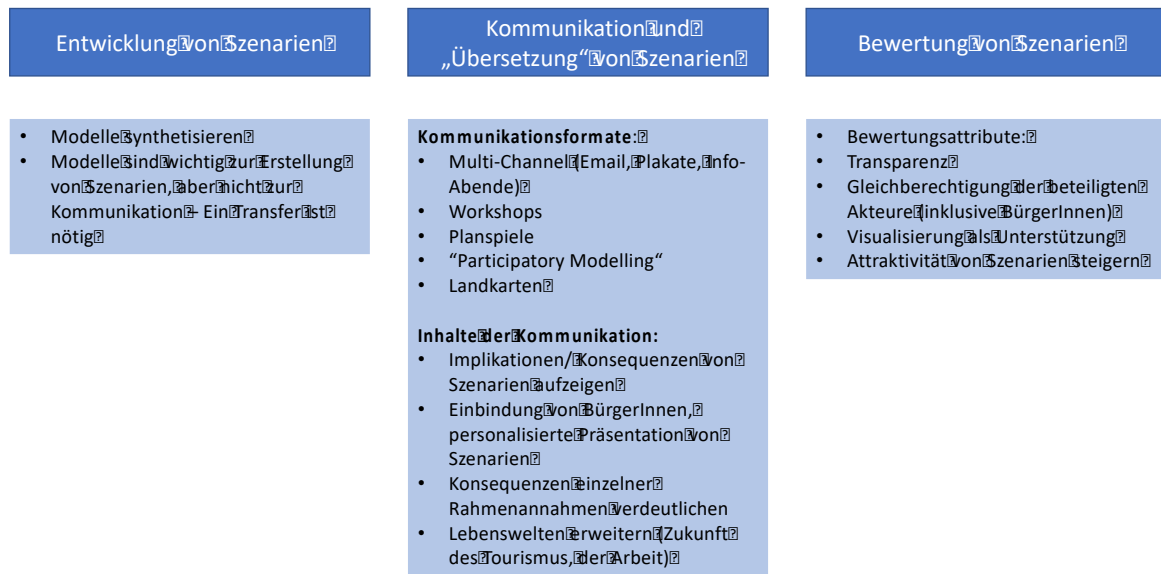 Entwicklung von Szenarien
Kommunikation und
„Übersetzung“ von Szenarien
Bewertung von Szenarien
• Modelle synthetisieren
• Modelle sind wichtig zur Erstellung
von Szenarien, aber nicht zur
Kommunikation – Ein Transfer ist
nötig
Kommunikationsformate:
• Multi-Channel (Email, Plakate, Info-
Abende)
• Workshops
• Planspiele
• “Participatory Modelling“
• Landkarten
Inhalte der Kommunikation:
• Implikationen/ Konsequenzen von
Szenarien aufzeigen
• Einbindung von BürgerInnen,
personalisierte Präsentation von
Szenarien
• Konsequenzen einzelner
Rahmenannahmen verdeutlichen
• Lebenswelten erweitern (Zukunft
des Tourismus, der Arbeit)
• Bewertungsattribute:
• Transparenz
• Gleichberechtigung der beteiligten
Akteure (inklusive BürgerInnen)
• Visualisierung als Unterstützung
• Attraktivität von Szenarien steigern